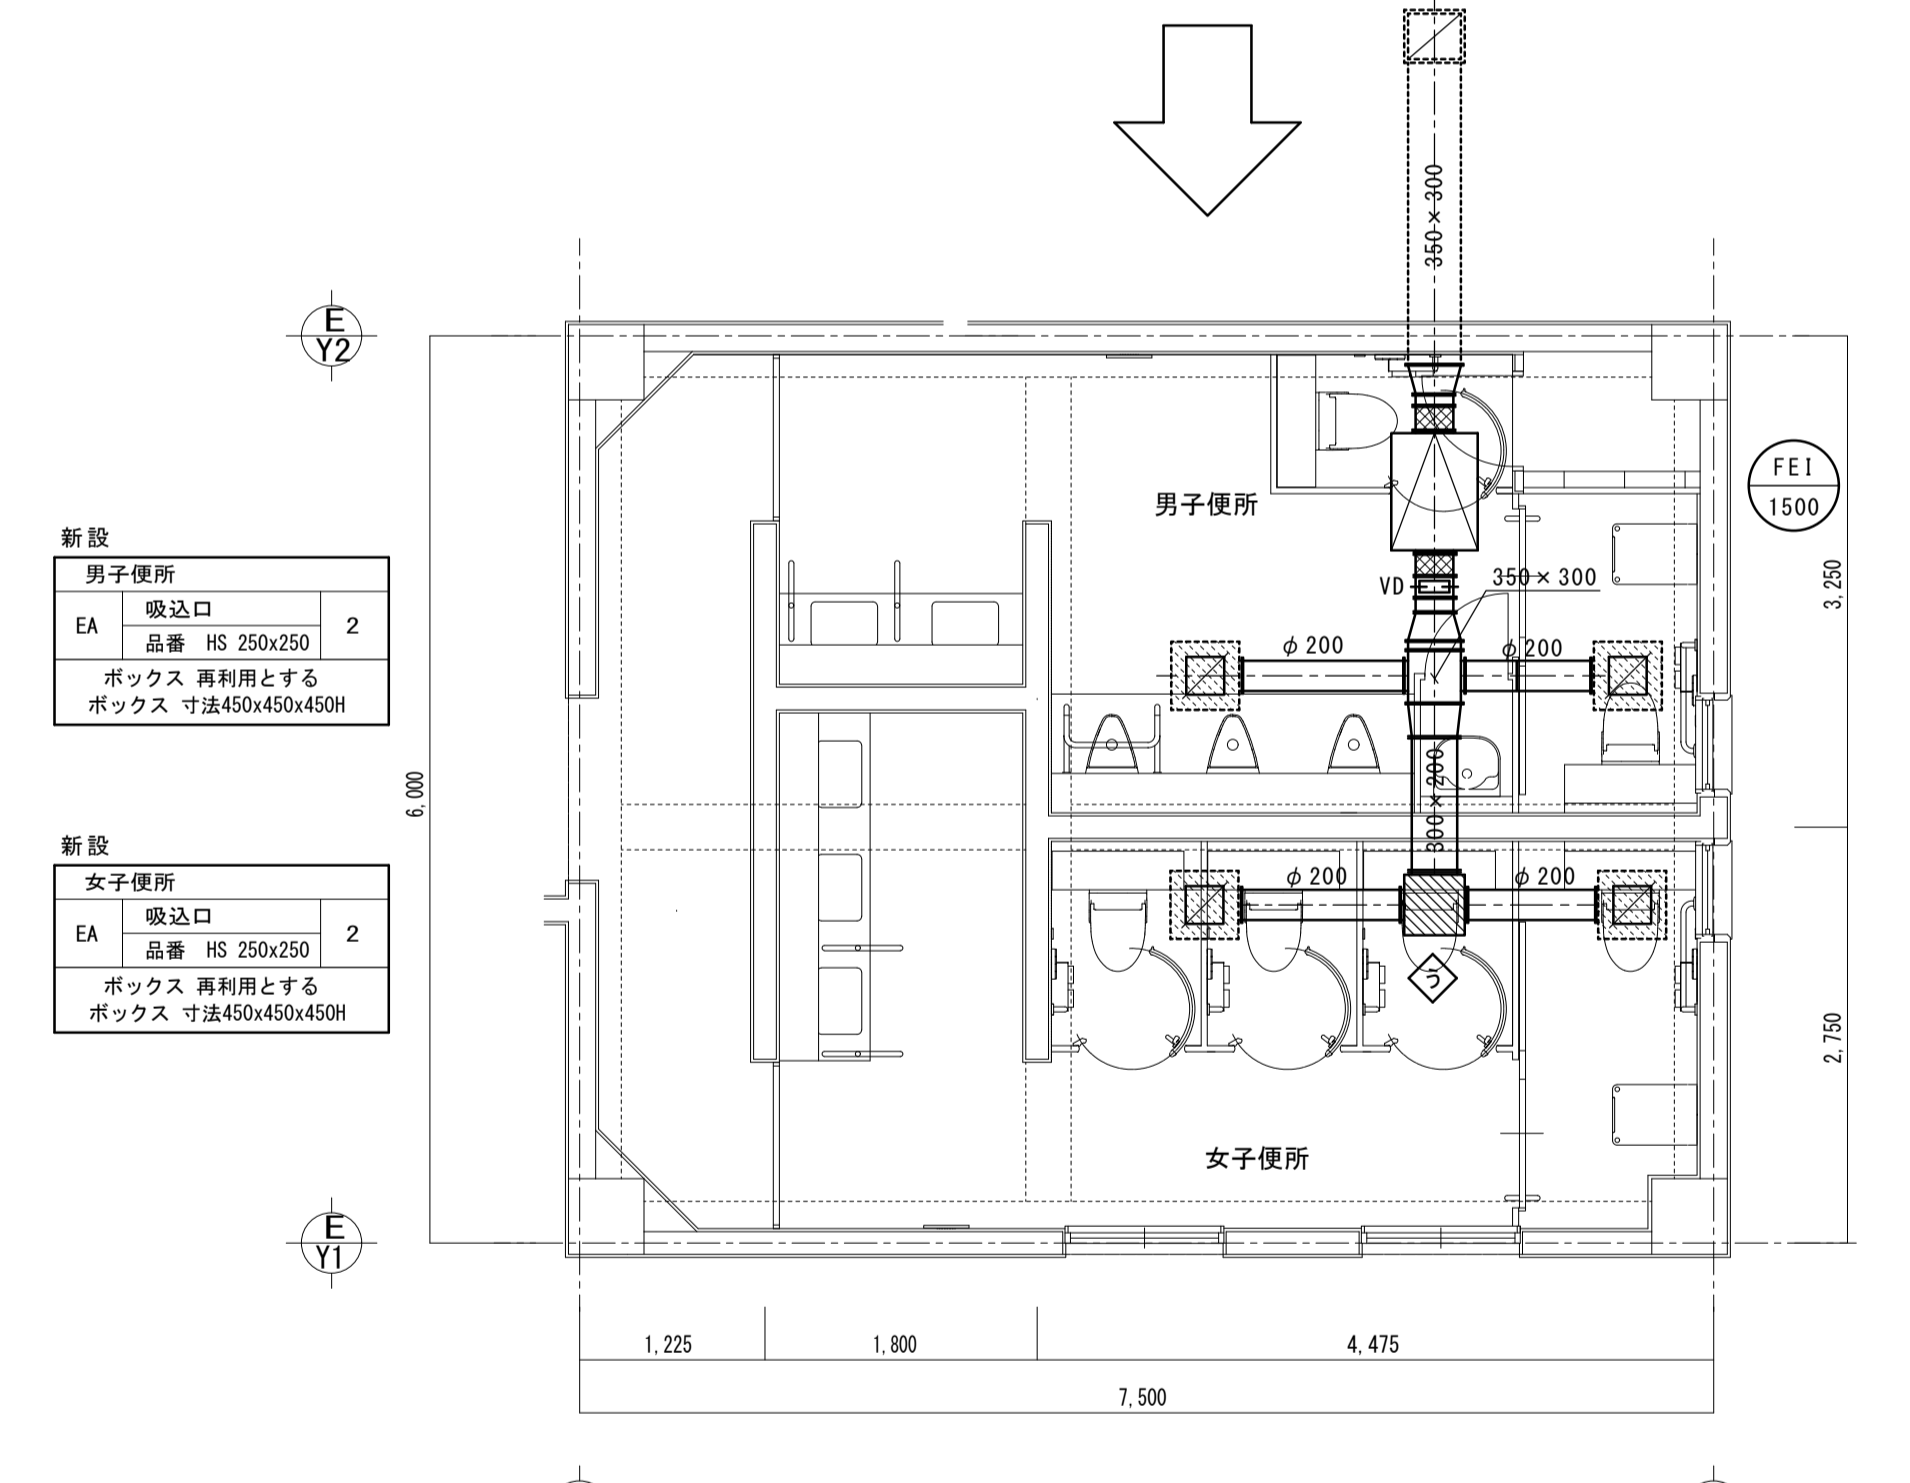 350×300
E
Y2
男子便所
FEI
1500
新設
男子便所
EA
吸込口
品番 HS 250x250
2
ボックス 再利用とする
ボックス 寸法450x450x450H
VD
350×300
φ200
φ200
3,250
6,000
300×200
新設
女子便所
EA
吸込口
品番 HS 250x250
2
ボックス 再利用とする
ボックス 寸法450x450x450H
φ200
φ200
う
2,750
女子便所
E
Y1
1,225
1,800
4,475
7,500